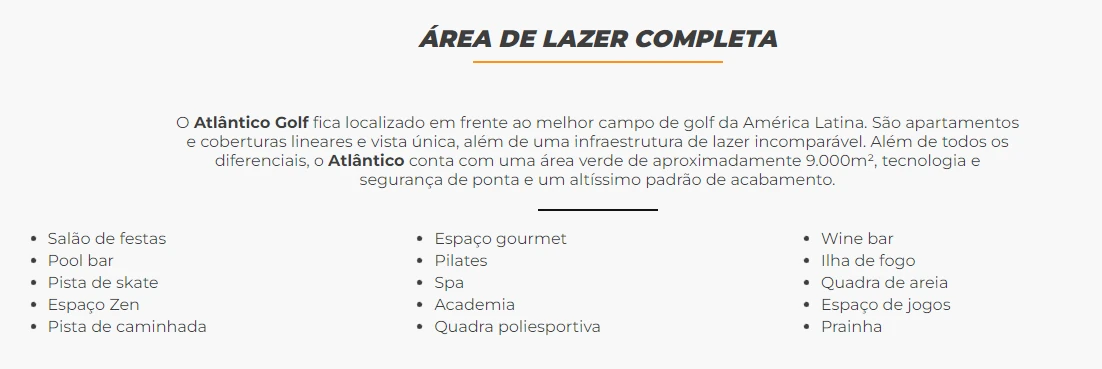 ÁREA DE LAZER COMPLETA
O Atlântico Golf fica localizado em frente ao melhor campo de golf da América Latina. São apartamentos
e coberturas lineares e vista única, além de uma infraestrutura de lazer incomparável. Além de todos os
diferenciais, o Atlântico conta com uma área verde de aproximadamente 9.000m², tecnologia e
segurança de ponta e um altíssimo padrão de acabamento.
• Salão de festas
• Pool bar
• Pista de skate
• Espaço Zen
• Pista de caminhada
• Espaço gourmet
• Pilates
• Spa
• Academia
• Quadra poliesportiva
• Wine bar
• Ilha de fogo
• Quadra de areia
• Espaço de jogos
• Prainha